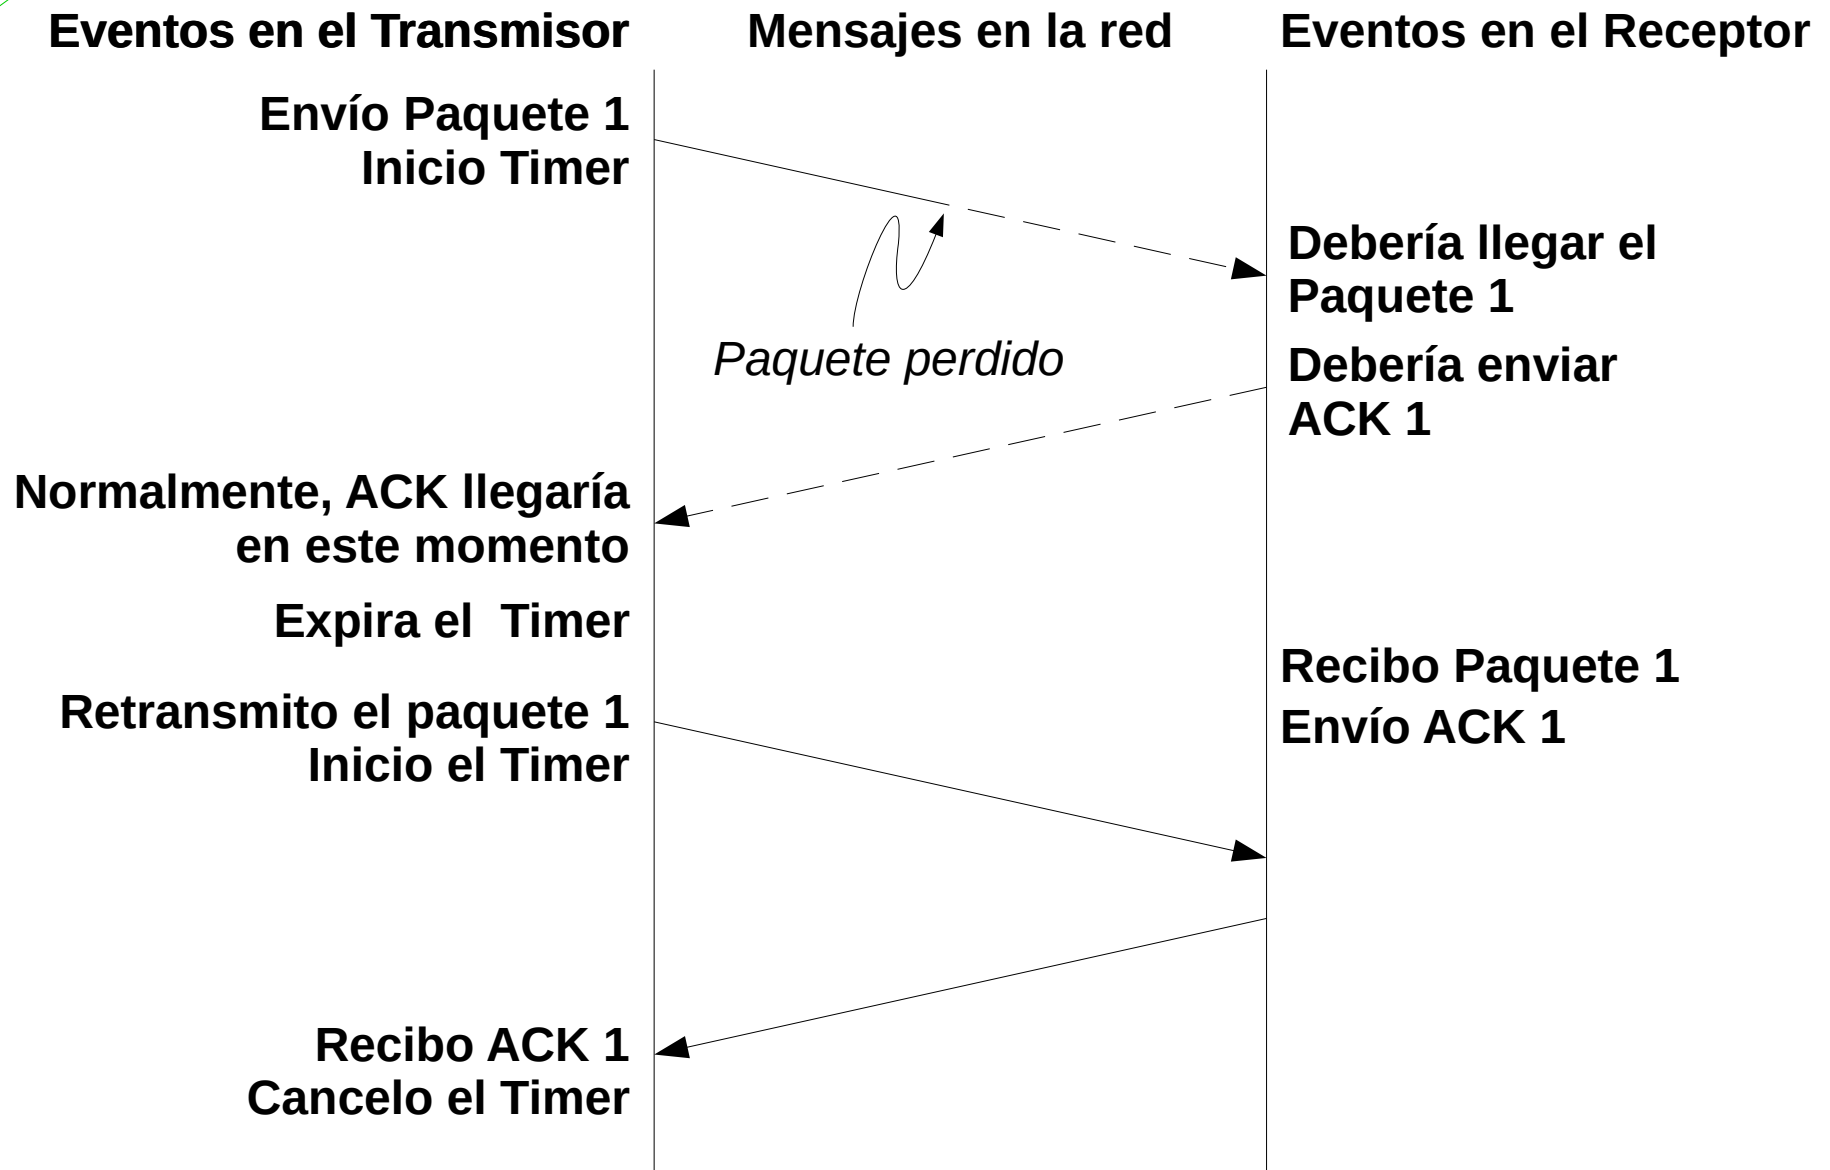 Eventos en el Transmisor
Mensajes en la red
Eventos en el Receptor
Envío Paquete 1
Inicio Timer
Debería llegar el
Paquete 1
Paquete perdido
Debería enviar
ACK 1
Normalmente, ACK llegaría
en este momento
Expira el  Timer
Recibo Paquete 1
Envío ACK 1
Retransmito el paquete 1
Inicio el Timer
Recibo ACK 1
Cancelo el Timer